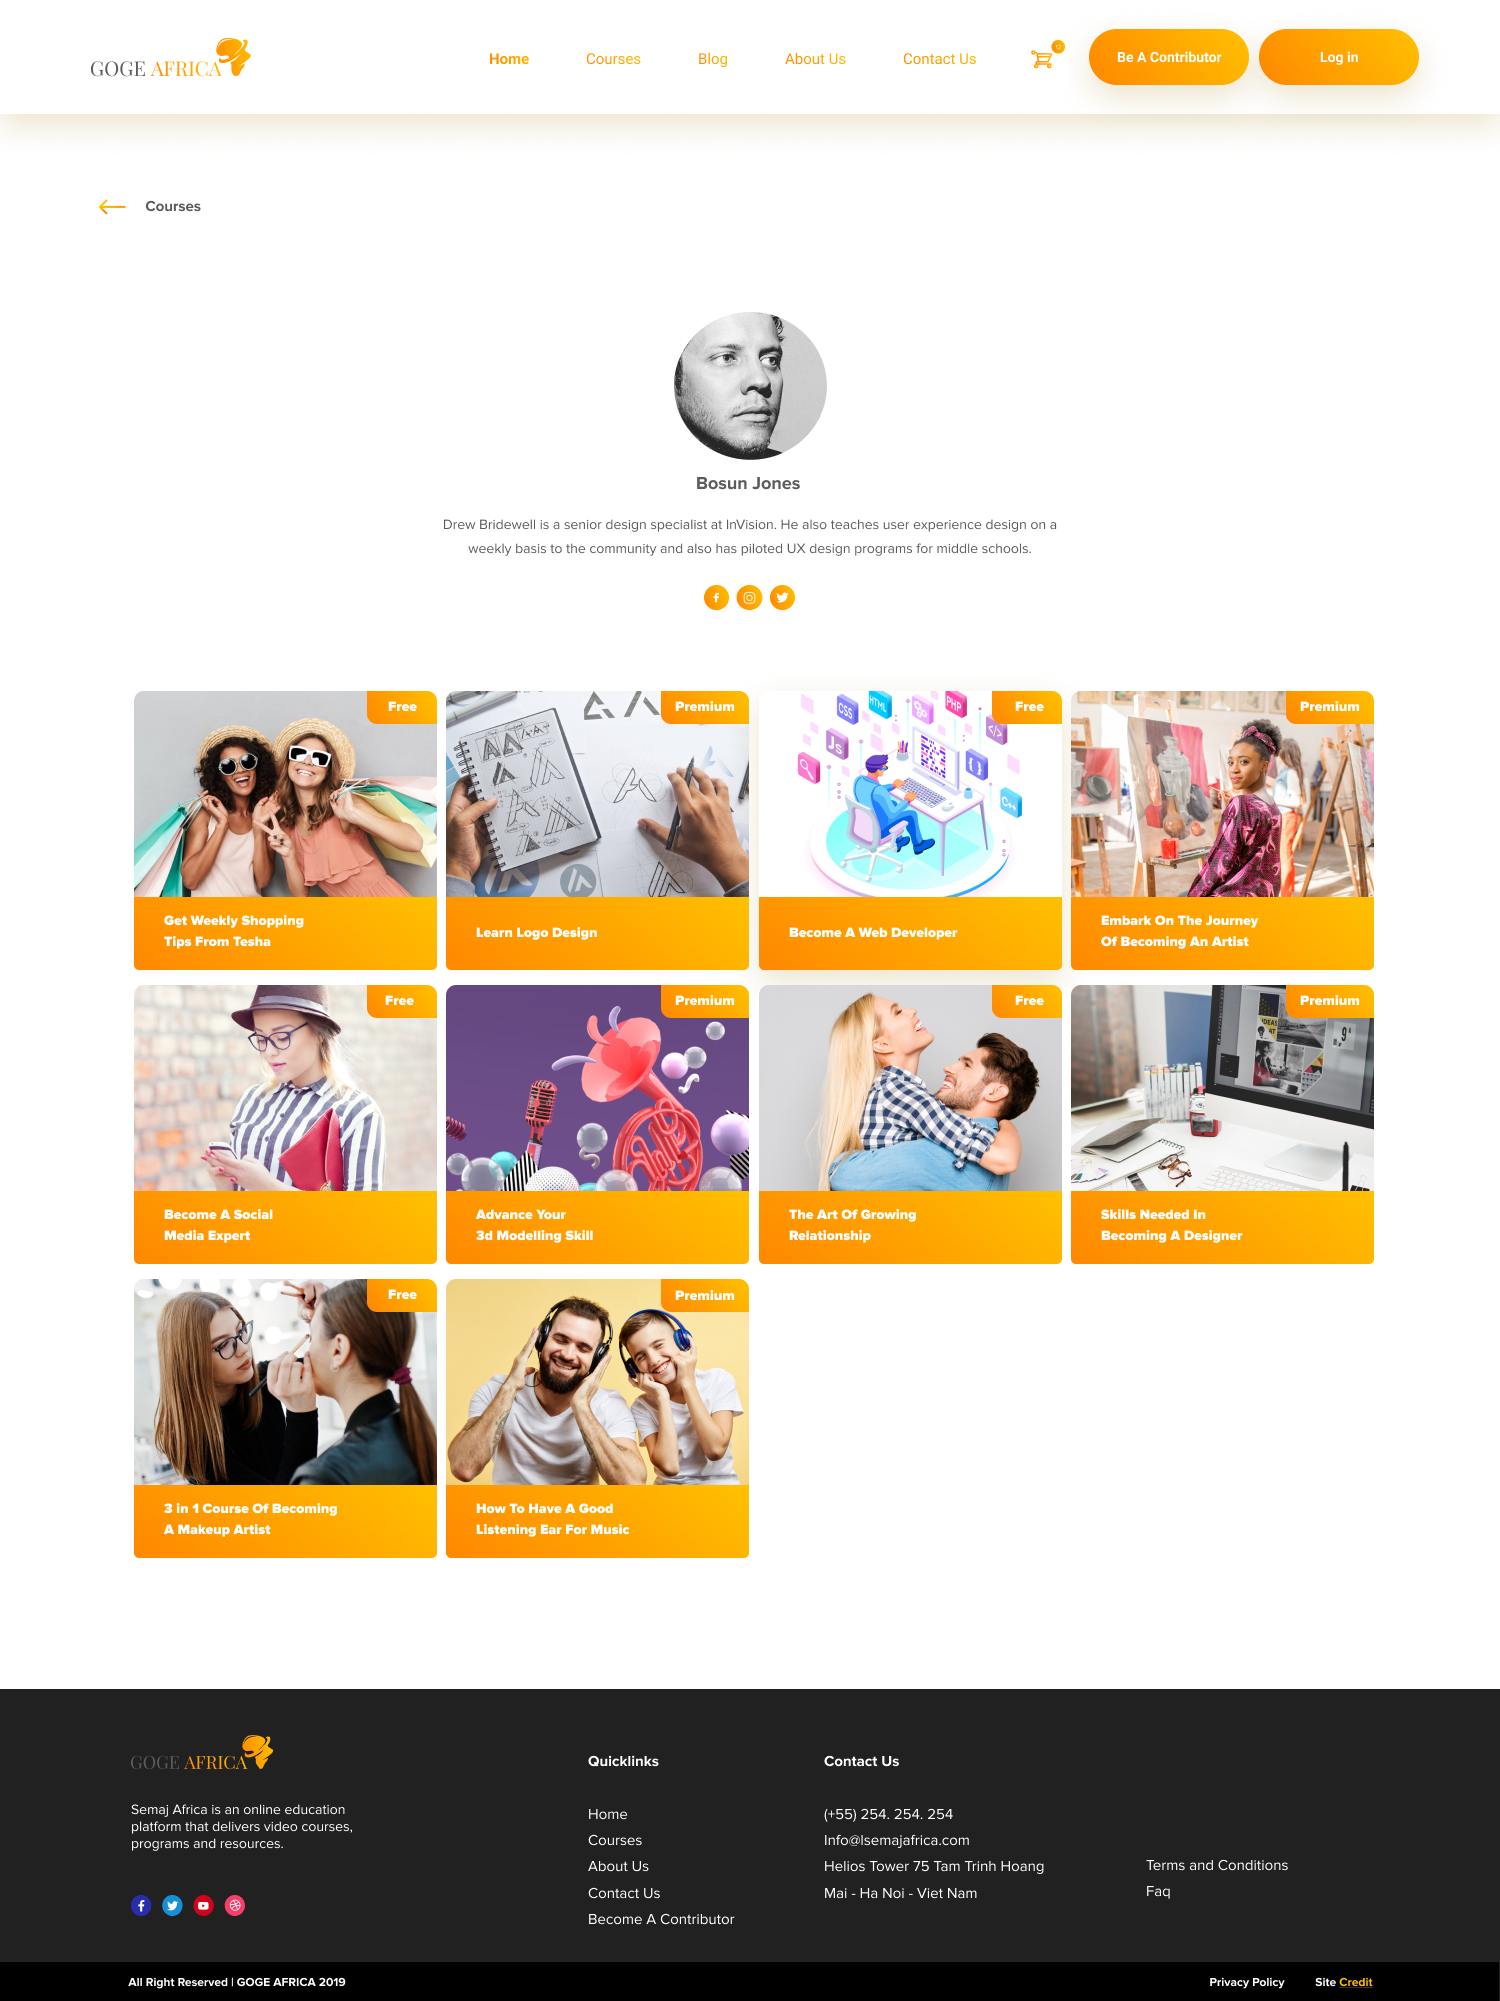 GOGE AFRICA
Home
Courses
Blog
About Us
Contact Us
0
Be A Contributor
Log in
Courses
Bosun Jones
Drew Bridewell is a senior design specialist at InVision. He also teaches user experience design on a
weekly basis to the community and also has piloted UX design programs for middle schools.
Free
Get Weekly Shopping
Tips From Tesha
Premium
Learn Logo Design
Free
CSS
HTML
PHP
</>
Js
{ }
C++
Become A Web Developer
Premium
Embark On The Journey
Of Becoming An Artist
Free
Become A Social
Media Expert
Premium
Advance Your
3d Modelling Skill
Free
The Art Of Growing
Relationship
Premium
IDEAS
Skills Needed In
Becoming A Designer
Free
3 in 1 Course Of Becoming
A Makeup Artist
Premium
How To Have A Good
Listening Ear For Music
GOGE AFRICA
Semaj Africa is an online education
platform that delivers video courses,
programs and resources.
Quicklinks
Home
Courses
About Us
Contact Us
Become A Contributor
Contact Us
(+55) 254. 254. 254
Info@lsemajafrica.com
Helios Tower 75 Tam Trinh Hoang
Mai - Ha Noi - Viet Nam
Terms and Conditions
Faq
All Right Reserved | GOGE AFRICA 2019
Privacy Policy
Site Credit